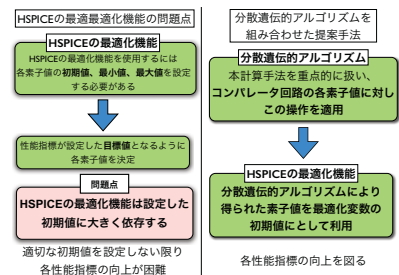 HSPICEの最適最適化機能の問題点
HSPICEの最適化機能
HSPICEの最適化機能を使用するには
各素子値の初期値、最小値、最大値を設定
する必要がある
性能指標が設定した目標値となるように
各素子値を決定
問題点
HSPICEの最適化機能は設定した
初期値に大きく依存する
適切な初期値を設定しない限り
各性能指標の向上が困難
分散遺伝的アルゴリズムを
組み合わせた提案手法
分散遺伝的アルゴリズム
本計算手法を重点的に扱い、
コンパレータ回路の各素子値に対し
この操作を適用
HSPICEの最適化機能
分散遺伝的アルゴリズムにより
得られた素子値を最適化変数の
初期値にとして利用
各性能指標の向上を図る